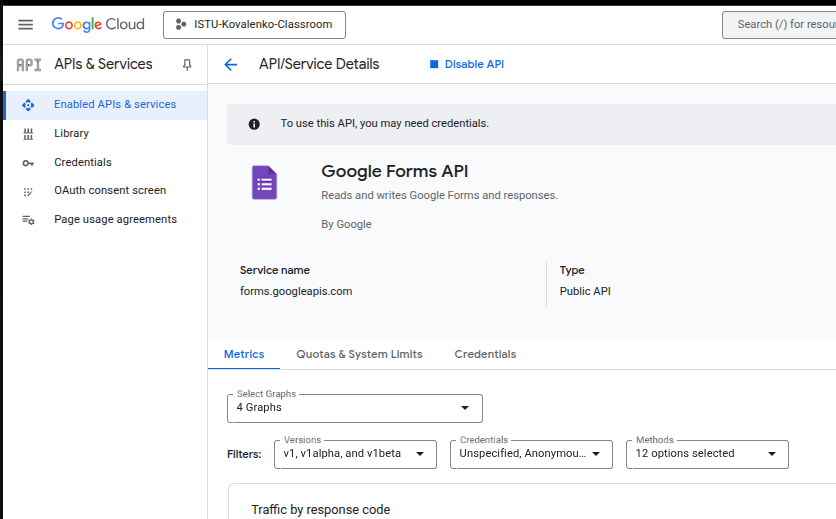 Google Cloud
ISTU-Kovalenko-Classroom
Search (/) for
API
APIs & Services
API/Service Details
Disable API
Enabled APIs & services
Library
Credentials
OAuth consent screen
Page usage agreements
To use this API, you may need credentials.
Google Forms API
Reads and writes Google Forms and responses.
By Google
Service name
Type
forms.googleapis.com
Public API
Metrics
Quotas & System Limits
Credentials
Select Graphs
4 Graphs
Filters:
Versions
v1, v1alpha, and v1beta
Credentials
Unspecified, Anonymou...
Methods
12 options selected
Traffic by response code